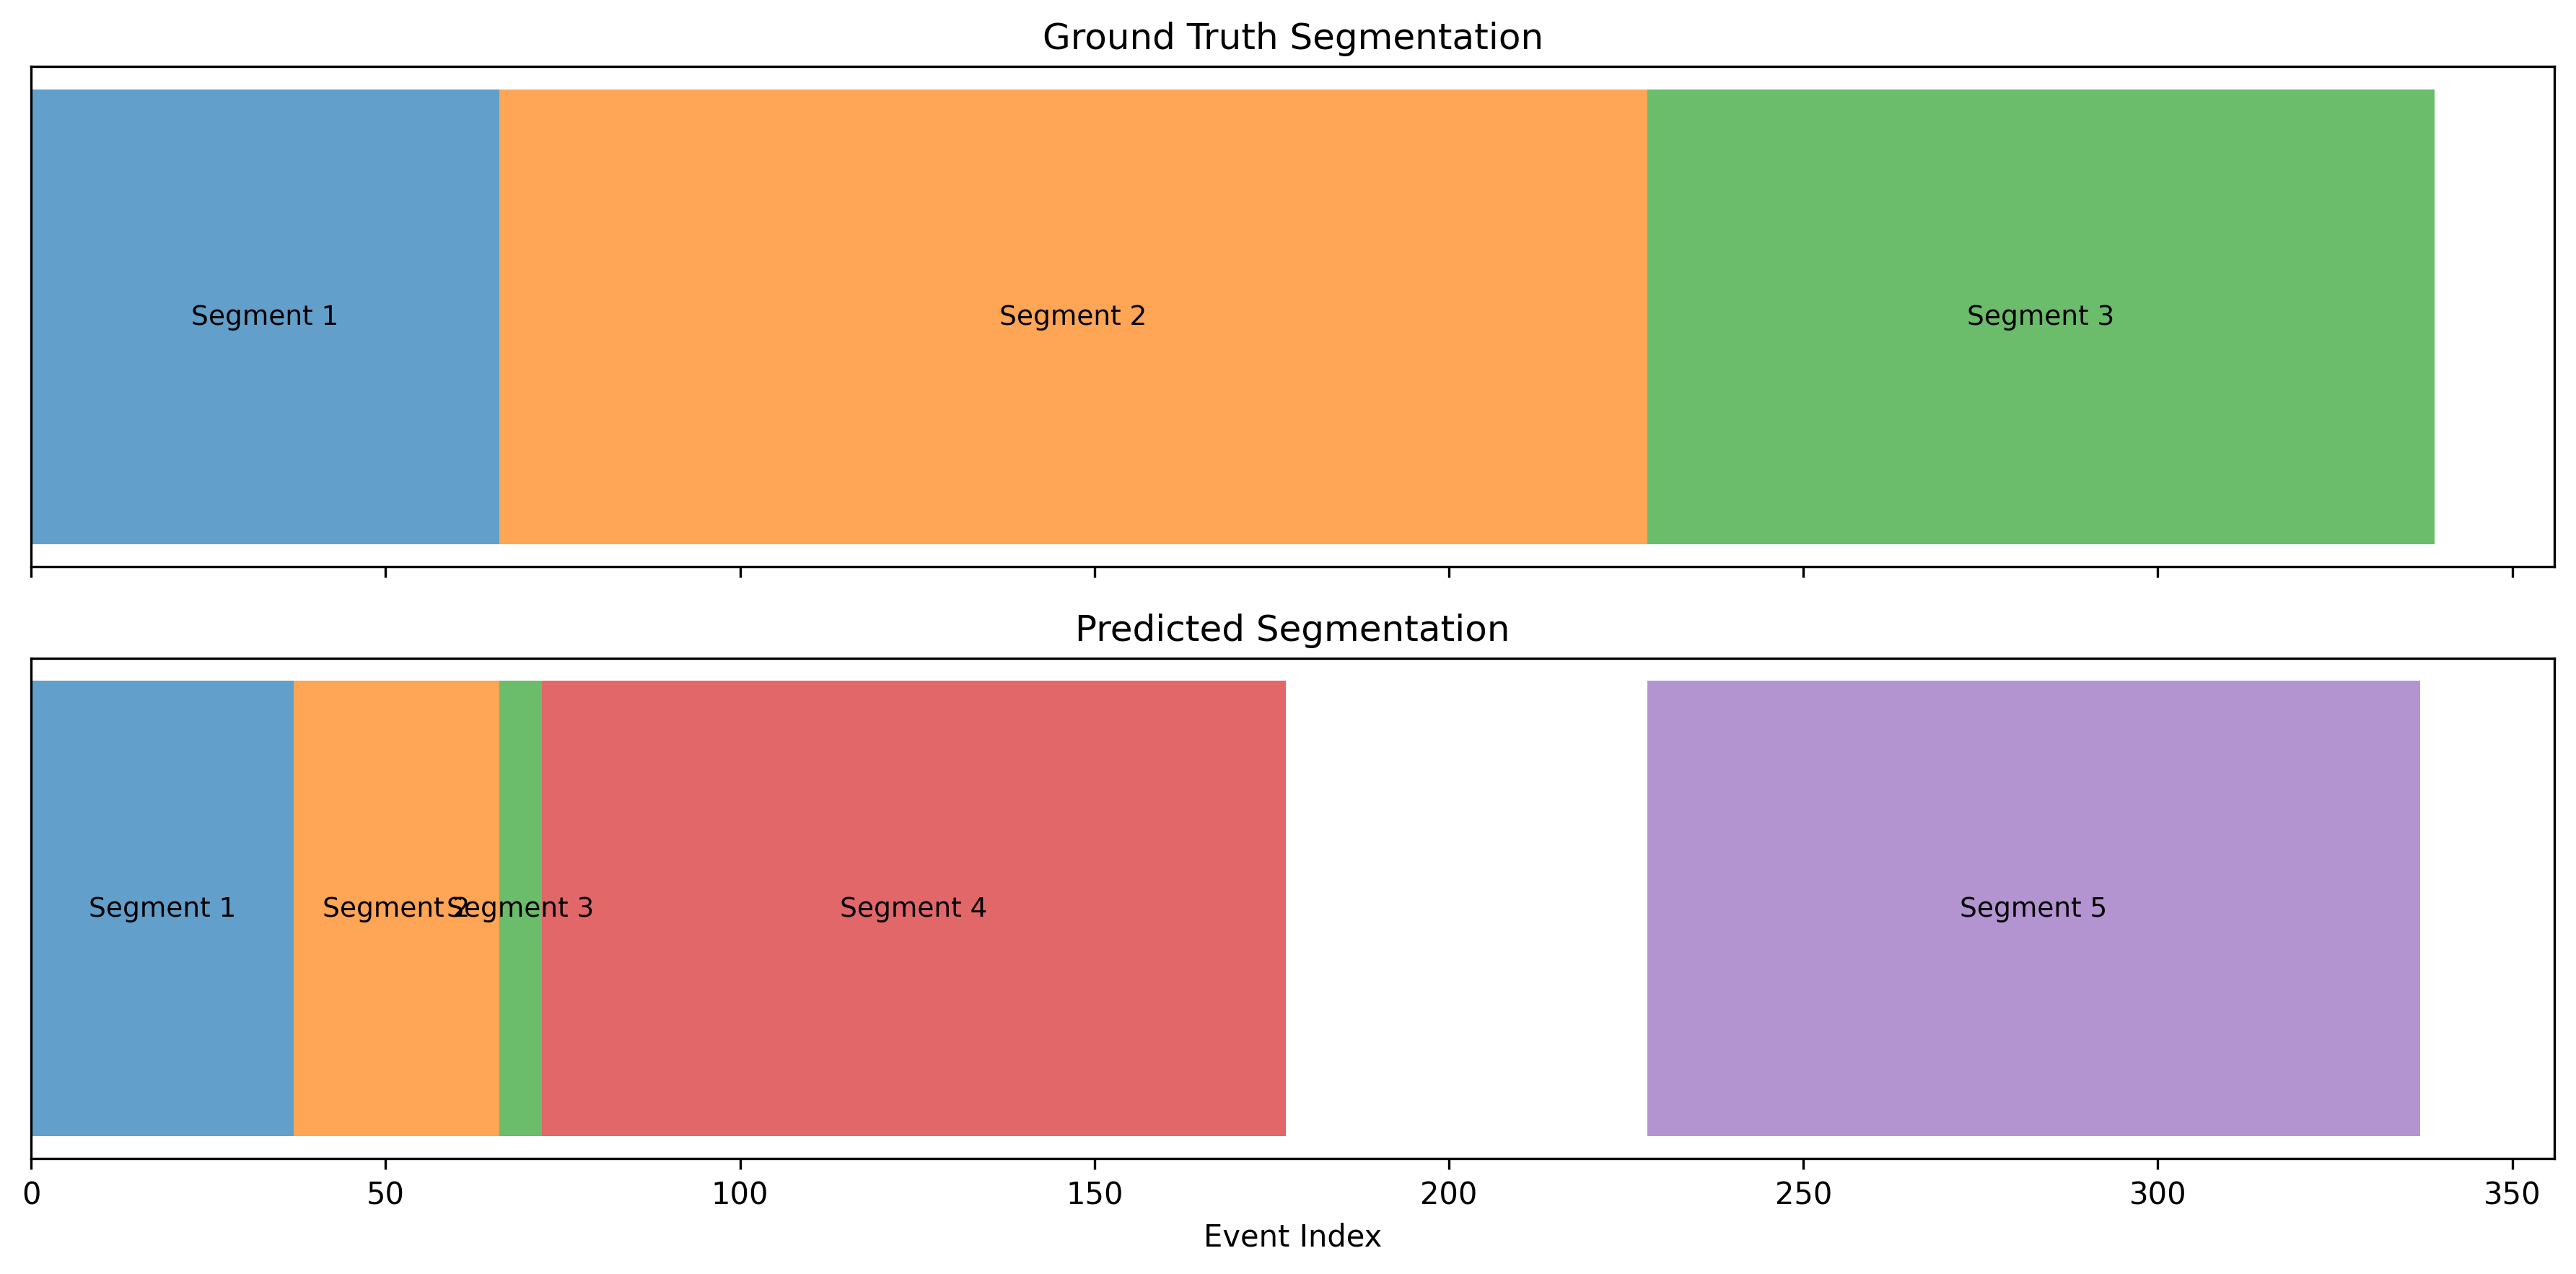 Ground Truth Segmentation
Segment 1 Segment 2 Segment 3
Predicted Segmentation
Segment 1 Segment 2 Segment 3 Segment 4 Segment 5
0 50 100 150 200 250 300 350
Event Index